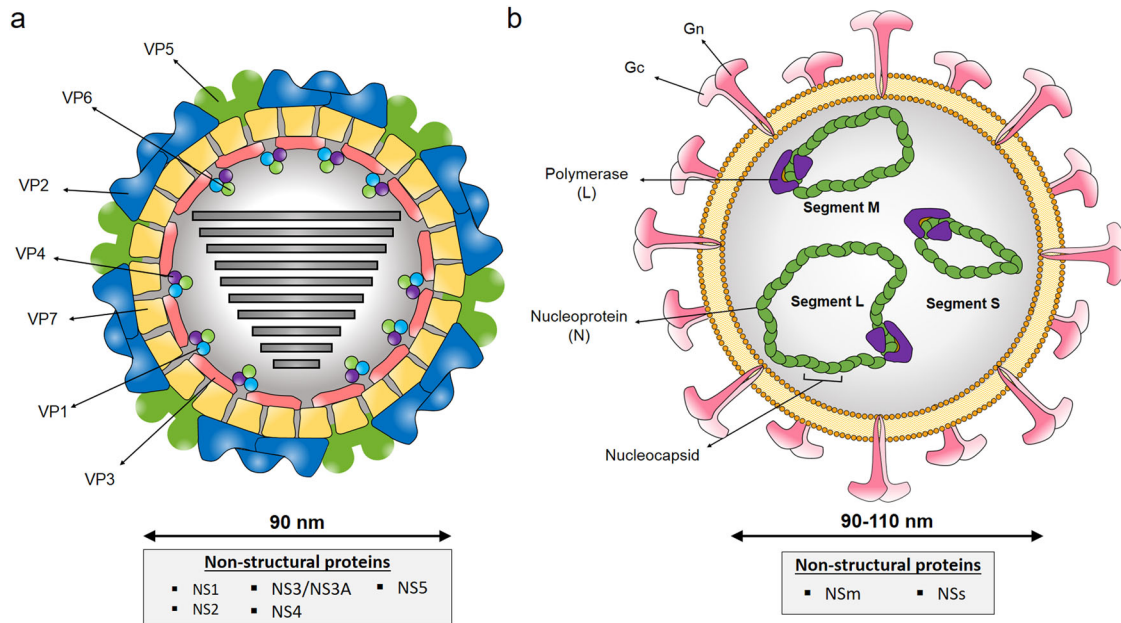 a
VP5
VP6
VP2
VP4
VP7
VP1
VP3
90 nm
Non-structural proteins
▪ NS1
▪ NS2
▪ NS3/NS3A
▪ NS4
▪ NS5
b
Gn
Gc
Polymerase
(L)
Segment M
Segment L
Segment S
Nucleoprotein
(N)
Nucleocapsid
90-110 nm
Non-structural proteins
▪ NSm
▪ NSs